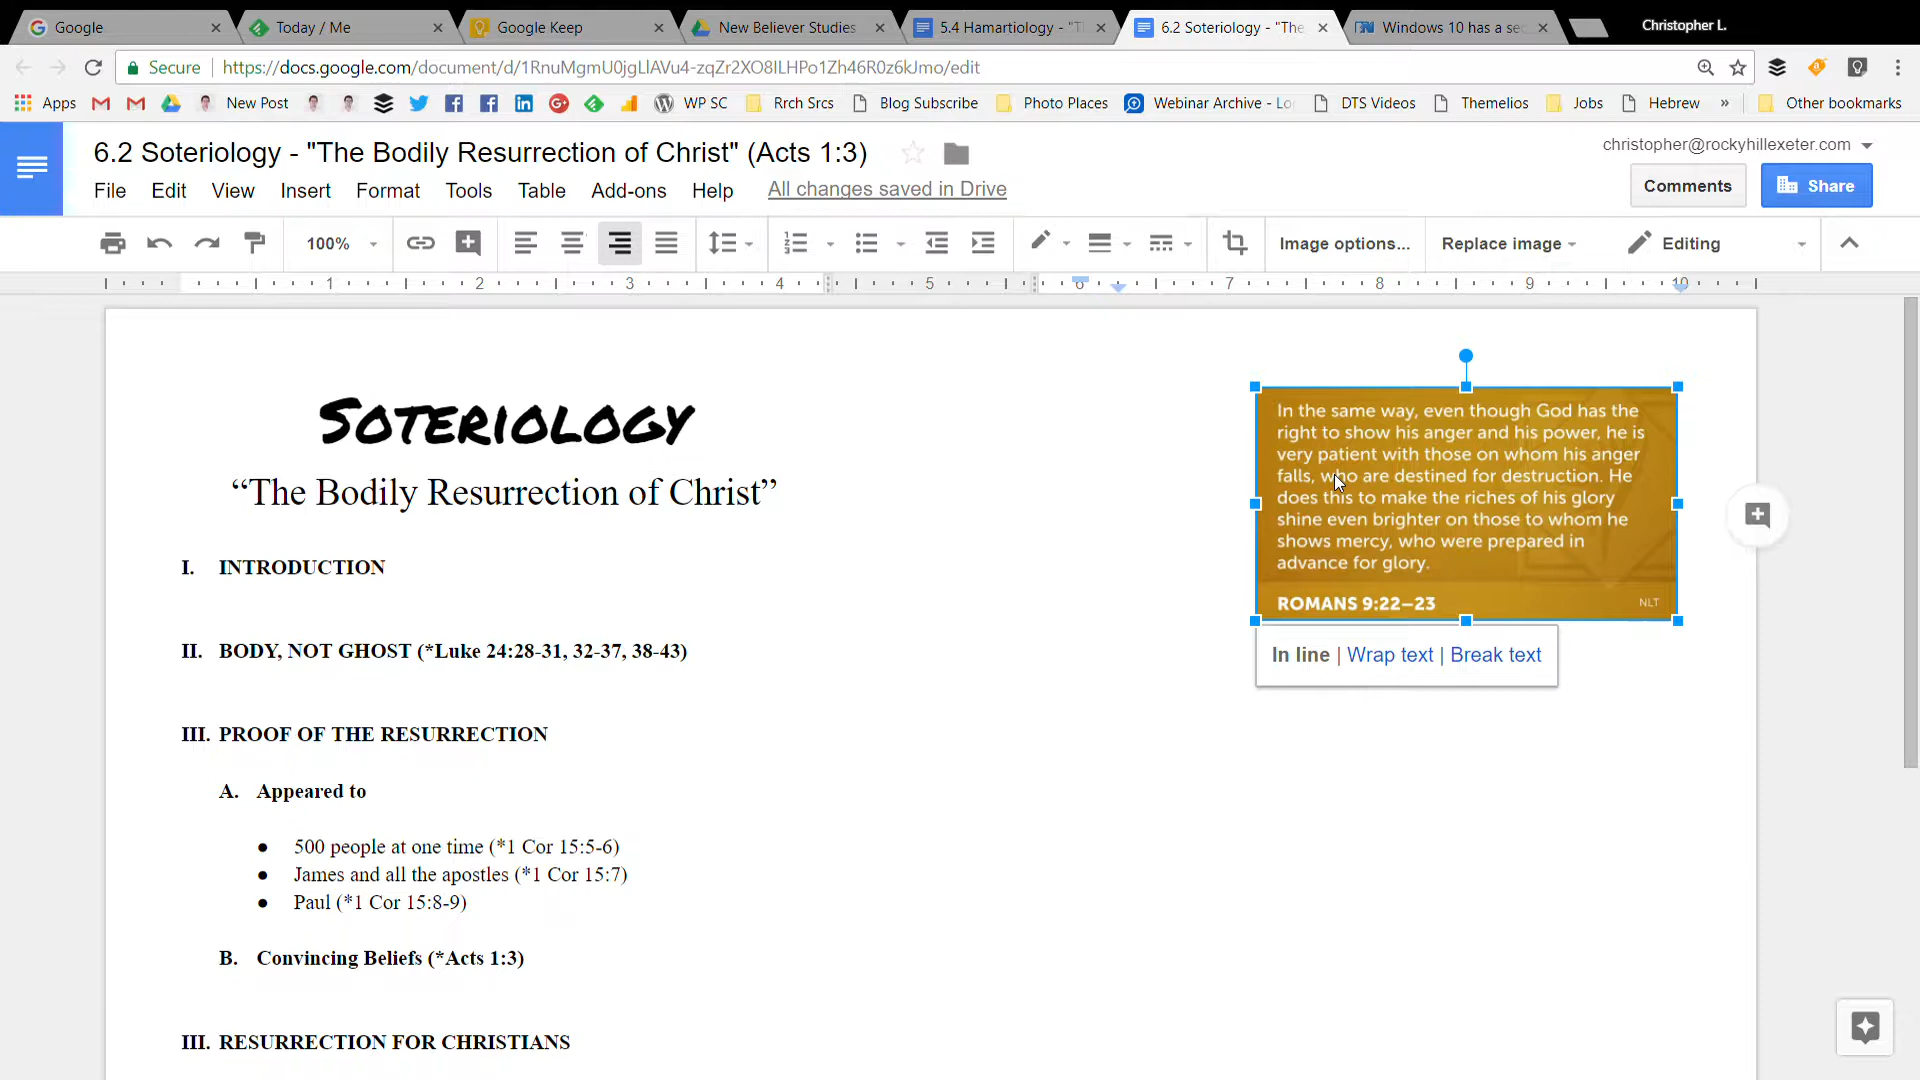 Google
Today / Me
Google Keep
New Believer Studies
5.4 Hamartiology - "T
6.2 Soteriology - "The
Windows 10 has a sec
Christopher L.
Secure
https://docs.google.com/document/d/1RnuMgmU0jgLlAVu4-zqZr2XO8ILHPo1Zh46R0z6kJmo/edit
Apps
New Post
WP SC
Rrch Srcs
Blog Subscribe
Photo Places
Webinar Archive - Lo
DTS Videos
Themelios
Jobs
Hebrew
»
Other bookmarks
6.2 Soteriology - "The Bodily Resurrection of Christ" (Acts 1:3)
christopher@rockyhillexeter.com
File Edit View Insert Format Tools Table Add-ons Help All changes saved in Drive
Comments
Share
100%
Image options...
Replace image
Editing
1 2 3 4 5 6 7 8 9 10
SOTERIOLOGY
“The Bodily Resurrection of Christ”
I. INTRODUCTION
II. BODY, NOT GHOST (*Luke 24:28-31, 32-37, 38-43)
III. PROOF OF THE RESURRECTION
A. Appeared to
● 500 people at one time (*1 Cor 15:5-6)
● James and all the apostles (*1 Cor 15:7)
● Paul (*1 Cor 15:8-9)
B. Convincing Beliefs (*Acts 1:3)
III. RESURRECTION FOR CHRISTIANS
In the same way, even though God has the
right to show his anger and his power, he is
very patient with those on whom his anger
falls, who are destined for destruction. He
does this to make the riches of his glory
shine even brighter on those to whom he
shows mercy, who were prepared in
advance for glory.
ROMANS 9:22–23
NLT
In line | Wrap text | Break text